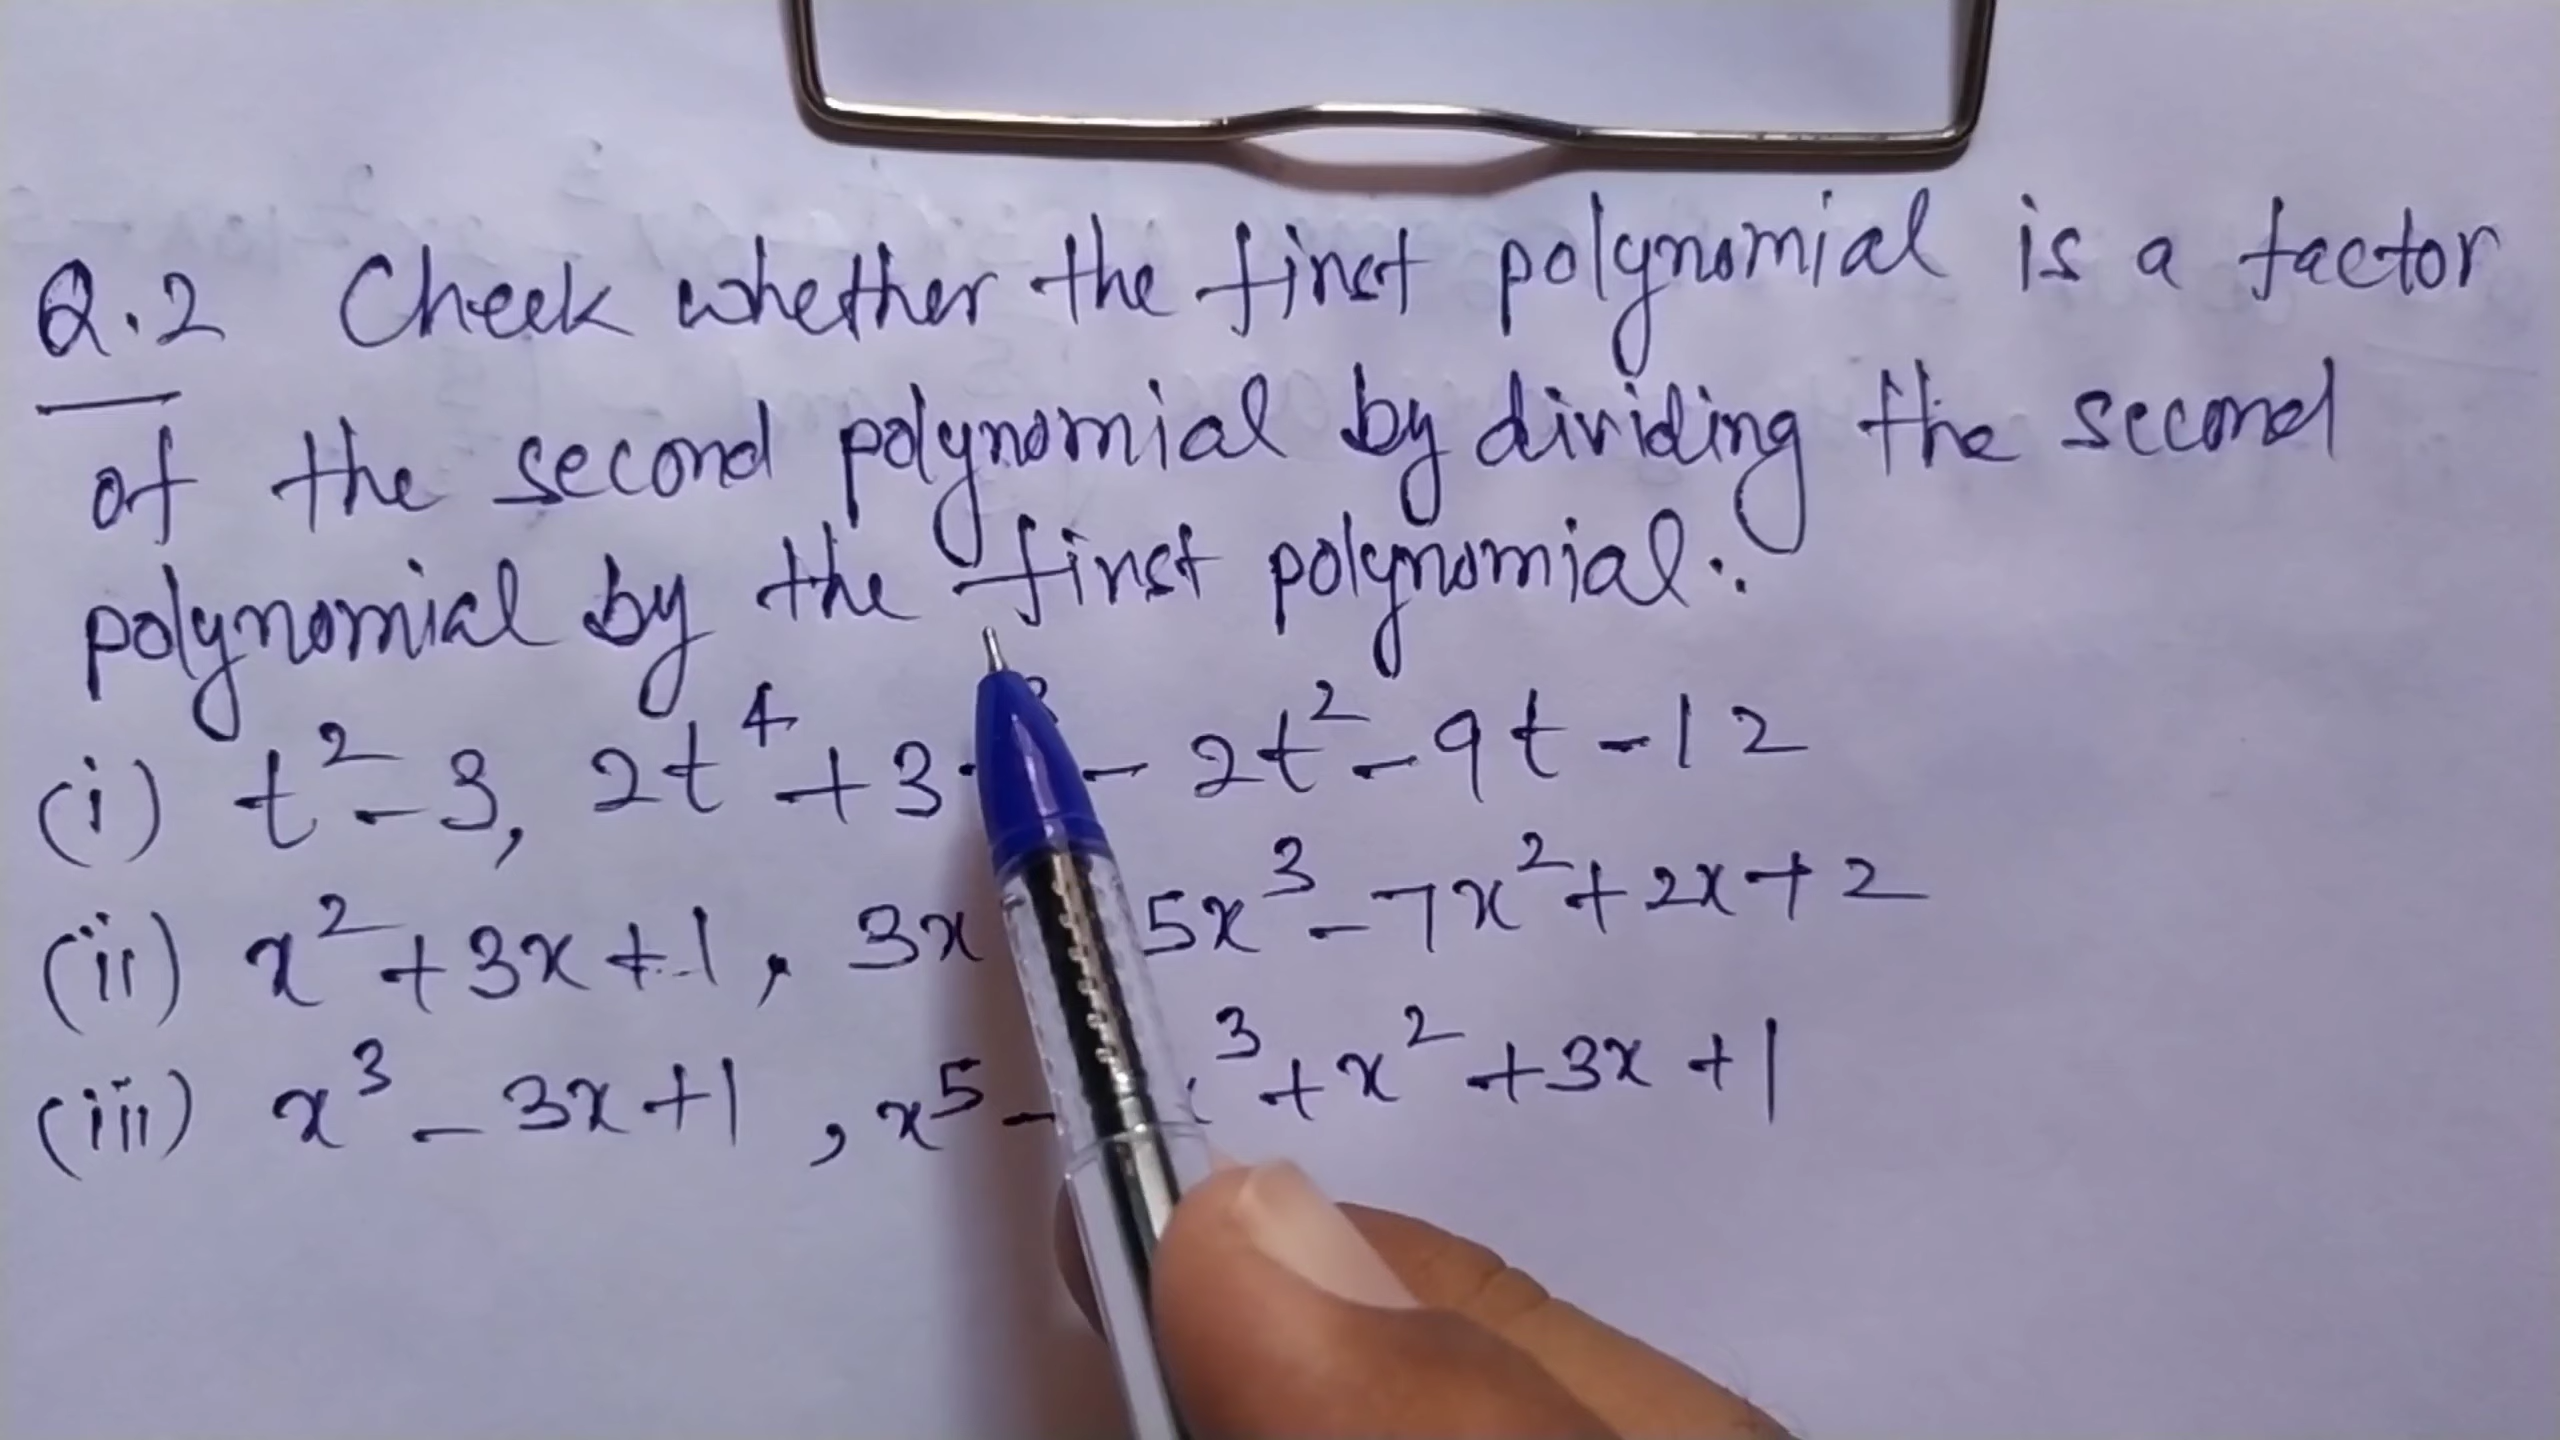 Q.2 Check whether the first polynomial is a factor
of the second polynomial by dividing the second
polynomial by the first polynomial:
(i) t² - 3, 2t⁴ + 3 - 2t² - 9t - 12
(ii) x² + 3x + 1, 3x 5x³ - 7x² + 2x + 2
(iii) x³ - 3x + 1, x⁵ - ³ + x² + 3x + 1